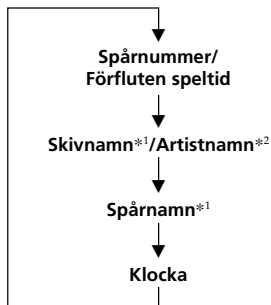 Spårnummer/
Förfluten speltid
Skivnamn*1/Artistnamn*2
Spårnamn*1
Klocka